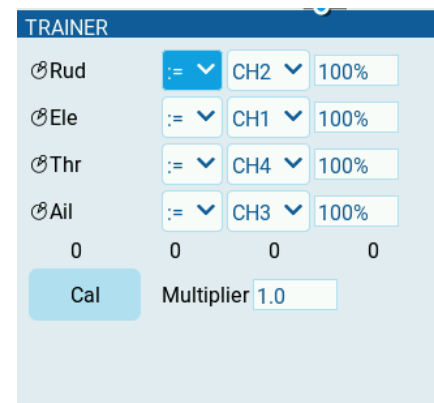 TRAINER
Rud := CH2 100%
Ele := CH1 100%
Thr := CH4 100%
Ail := CH3 100%
0 0 0 0
Cal Multiplier 1.0